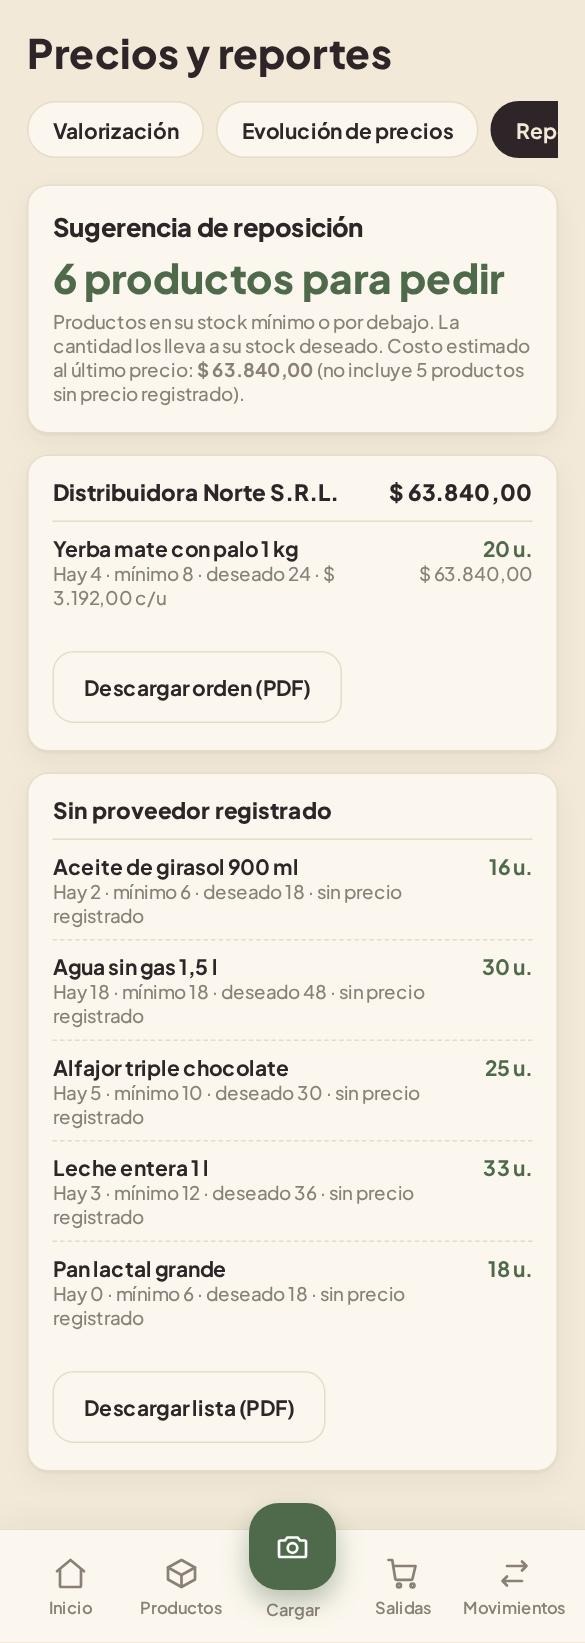 Precios y reportes
Valorización
Evolución de precios
Rep
Sugerencia de reposición
6 productos para pedir
Productos en su stock mínimo o por debajo. La
cantidad los lleva a su stock deseado. Costo estimado
al último precio: $ 63.840,00 (no incluye 5 productos
sin precio registrado).
Distribuidora Norte S.R.L. $ 63.840,00
Yerba mate con palo 1 kg 20 u.
Hay 4 · mínimo 8 · deseado 24 · $ $ 63.840,00
3.192,00 c/u
Descargar orden (PDF)
Sin proveedor registrado
Aceite de girasol 900 ml 16 u.
Hay 2 · mínimo 6 · deseado 18 · sin precio
registrado
Agua sin gas 1,5 l 30 u.
Hay 18 · mínimo 18 · deseado 48 · sin precio
registrado
Alfajor triple chocolate 25 u.
Hay 5 · mínimo 10 · deseado 30 · sin precio
registrado
Leche entera 1 l 33 u.
Hay 3 · mínimo 12 · deseado 36 · sin precio
registrado
Pan lactal grande 18 u.
Hay 0 · mínimo 6 · deseado 18 · sin precio
registrado
Descargar lista (PDF)
Inicio
Productos
Cargar
Salidas
Movimientos